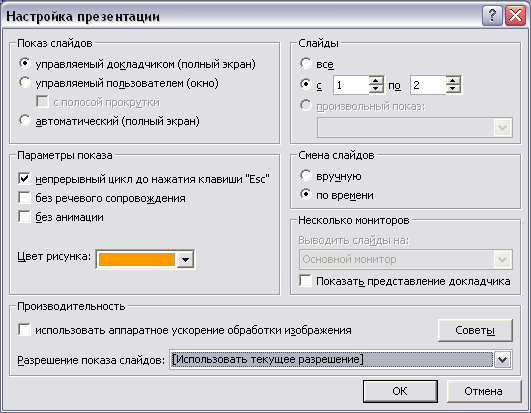 Настройка презентации
Показ слайдов
управляемый докладчиком (полный экран)
управляемый пользователем (окно)
с полосой прокрутки
автоматический (полный экран)
Слайды
все
с 1 по 2
произвольный показ:
Параметры показа
непрерывный цикл до нажатия клавиши "Esc"
без речевого сопровождения
без анимации
Цвет рисунка:
Смена слайдов
вручную
по времени
Несколько мониторов
Выводить слайды на:
Основной монитор
Показать представление докладчика
Производительность
использовать аппаратное ускорение обработки изображения
Советы
Разрешение показа слайдов: [Использовать текущее разрешение]
ОК Отмена